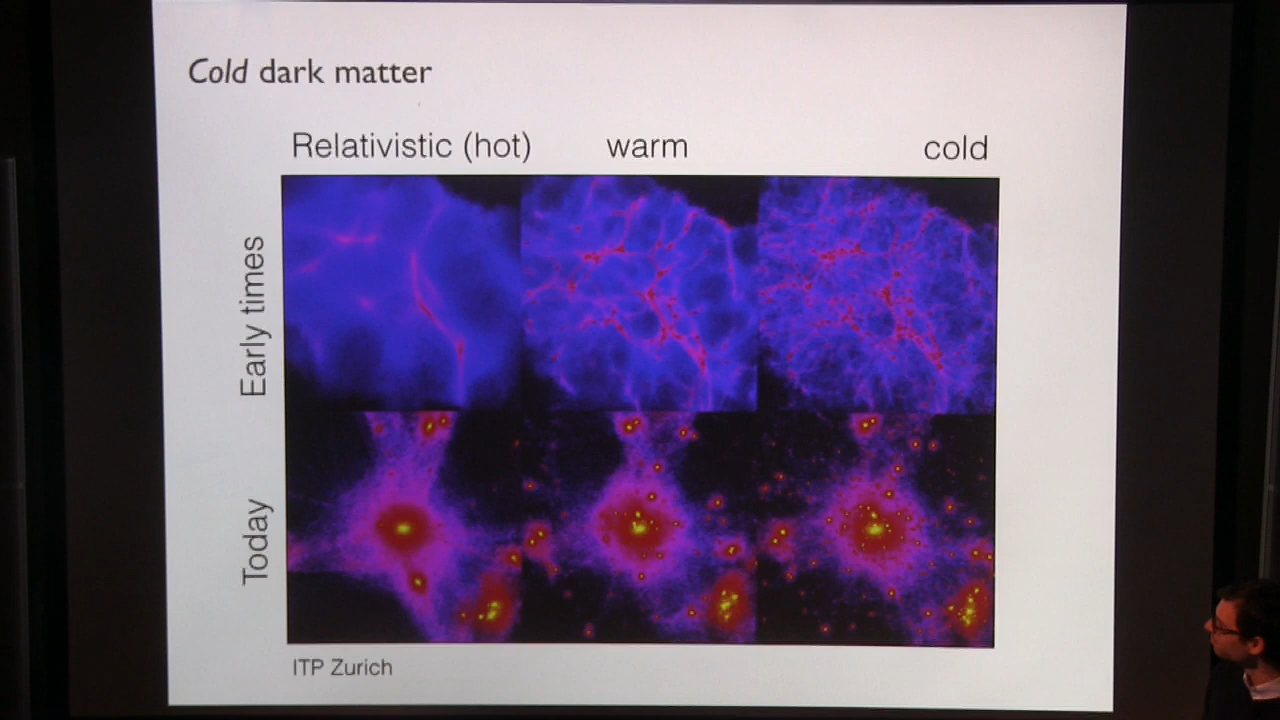 Cold dark matter
Relativistic (hot) warm cold
Early times
Today
ITP Zurich